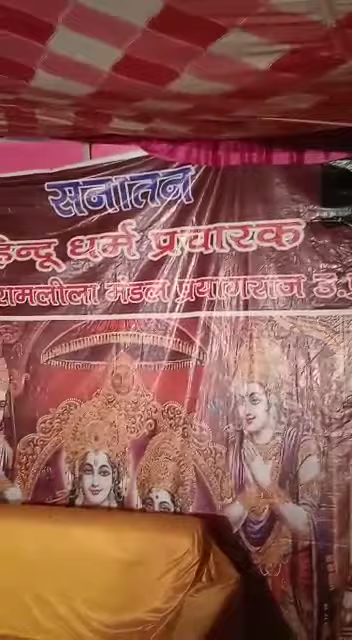 सनातन
हिन्दू धर्म प्रचारक
रामलीला मंडल प्रयागराज उ.प्र